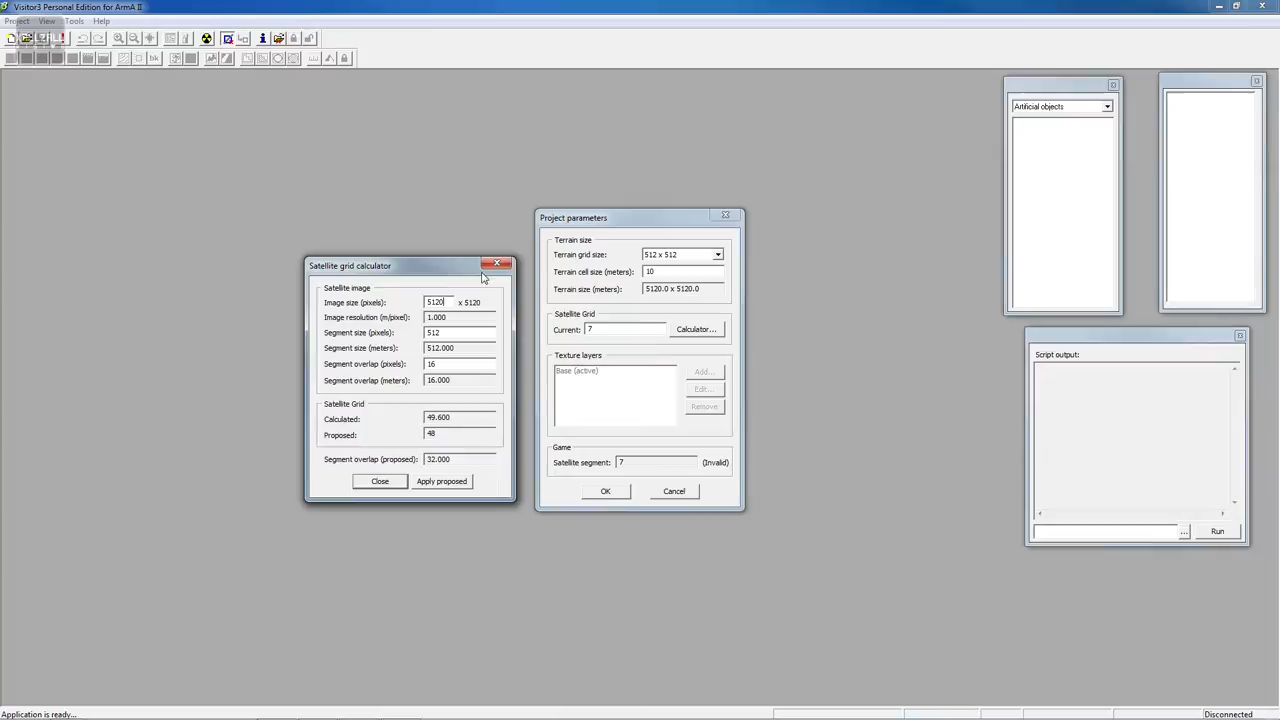 Visitor3 Personal Edition for ArmA II
Project View Tools Help
bk
Artificial objects
Satellite grid calculator
Satellite image
Image size (pixels): 5120 x 5120
Image resolution (m/pixel): 1.000
Segment size (pixels): 512
Segment size (meters): 512.000
Segment overlap (pixels): 16
Segment overlap (meters): 16.000
Satellite Grid
Calculated: 49.600
Proposed: 48
Segment overlap (proposed): 32.000
Close Apply proposed
Project parameters
Terrain size
Terrain grid size: 512 x 512
Terrain cell size (meters): 10
Terrain size (meters): 5120.0 x 5120.0
Satellite Grid
Current: 7 Calculator...
Texture layers
Base (active)
Add...
Edit...
Remove
Game
Satellite segment: 7 (Invalid)
OK Cancel
Script output:
... Run
Application is ready...
Disconnected